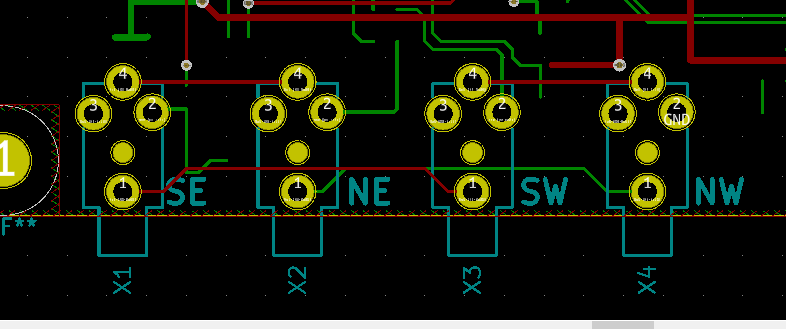 4 4 4 4
3 2 3 2 3 2 3 2
GND
1
1 1 1 1
SE NE SW NW
F**
X1 X2 X3 X4